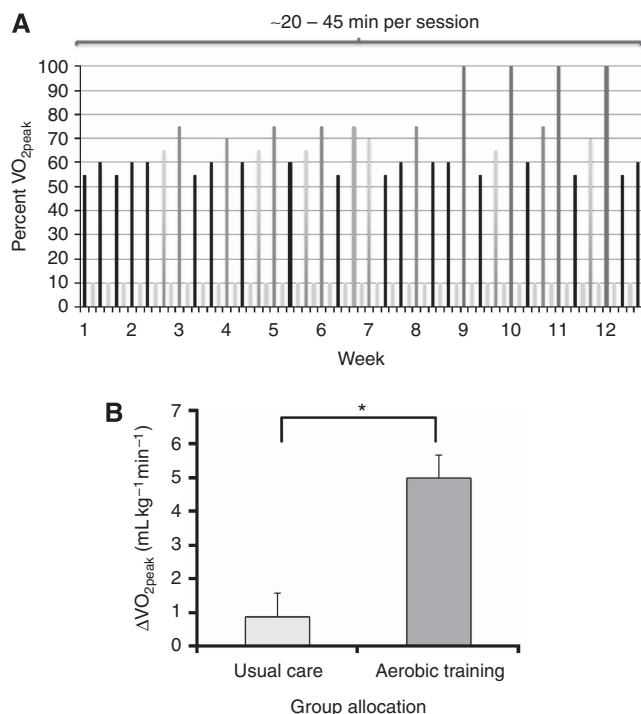 A
~20 – 45 min per session
Percent VO2peak
100
90
80
70
60
50
40
30
20
10
0
1 2 3 4 5 6 7 8 9 10 11 12
Week
B
ΔVO2peak (mL kg−1 min−1)
7
6
5
4
3
2
1
0
*
Usual care Aerobic training
Group allocation